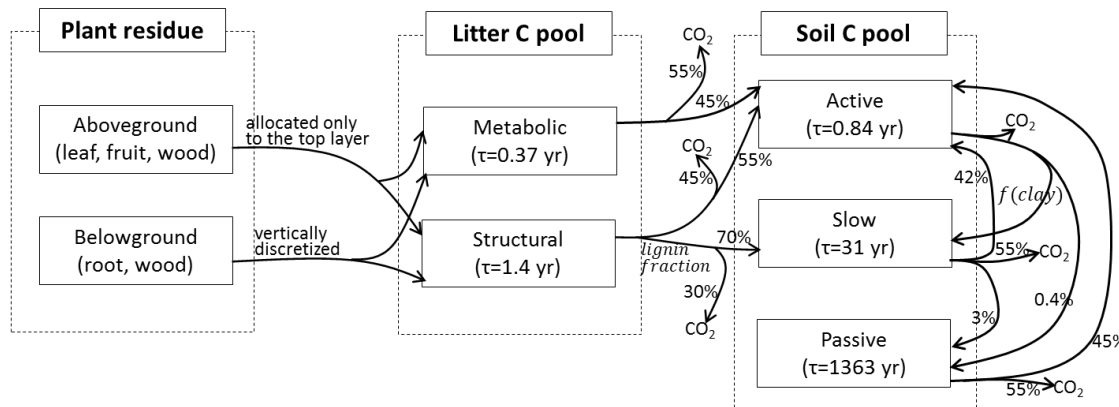 Plant residue
Aboveground
(leaf, fruit, wood)
Belowground
(root, wood)
allocated only
to the top layer
vertically
discretized
Litter C pool
Metabolic
(τ=0.37 yr)
Structural
(τ=1.4 yr)
CO2
55%
45%
CO2
45%
55%
lignin
fraction
70%
30%
CO2
Soil C pool
Active
(τ=0.84 yr)
Slow
(τ=31 yr)
Passive
(τ=1363 yr)
CO2
42%
f(clay)
55%
CO2
3%
0.4%
45%
55%
CO2